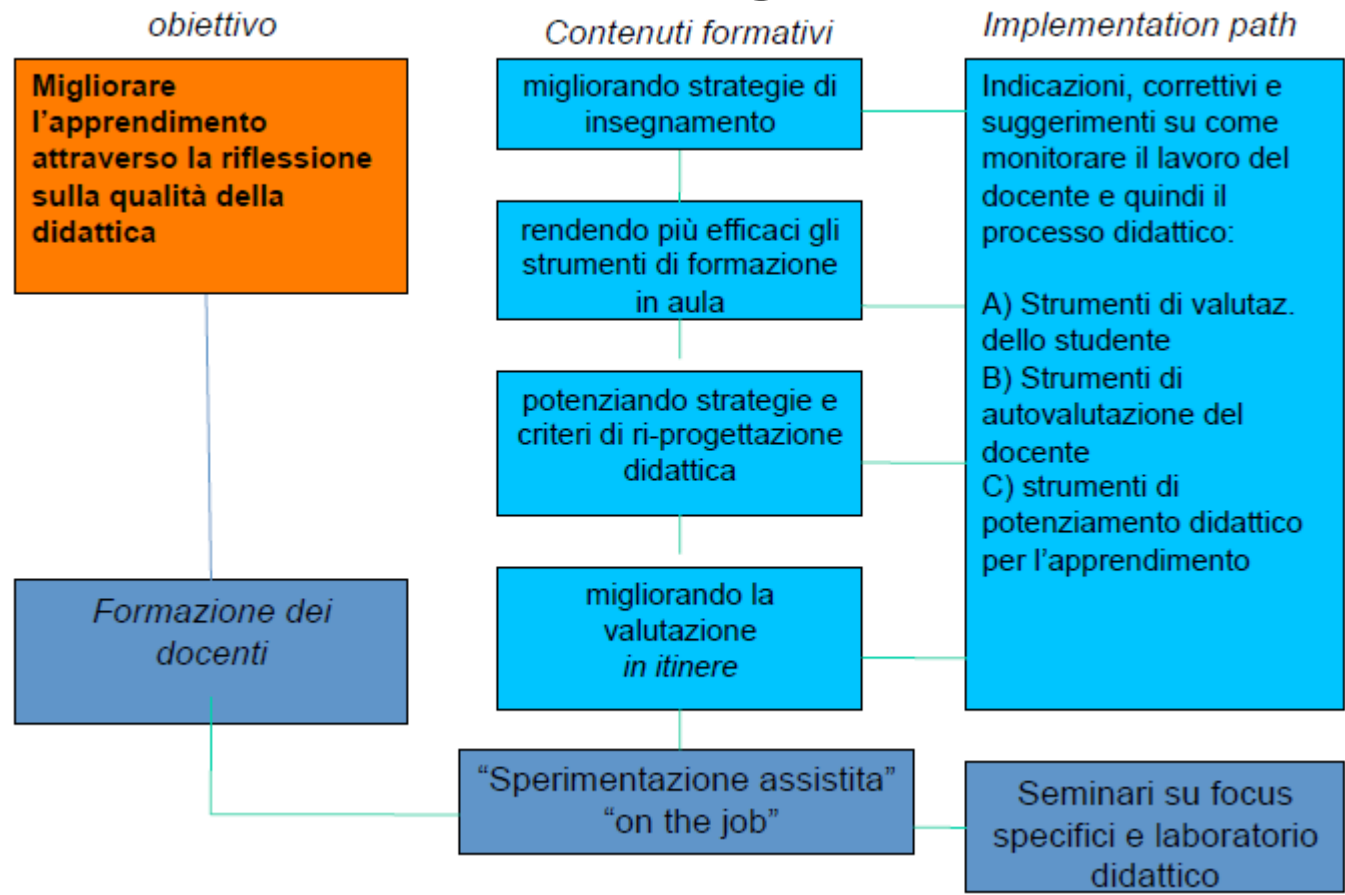 obiettivo
Migliorare
l'apprendimento
attraverso la riflessione
sulla qualità della
didattica
Formazione dei
docenti
Contenuti formativi
migliorando strategie di
insegnamento
rendendo più efficaci gli
strumenti di formazione
in aula
potenziando strategie e
criteri di ri-progettazione
didattica
migliorando la
valutazione
in itinere
“Sperimentazione assistita”
“on the job”
Implementation path
Indicazioni, correttivi e
suggerimenti su come
monitorare il lavoro del
docente e quindi il
processo didattico:
A) Strumenti di valutaz.
dello studente
B) Strumenti di
autovalutazione del
docente
C) strumenti di
potenziamento didattico
per l'apprendimento
Seminari su focus
specifici e laboratorio
didattico